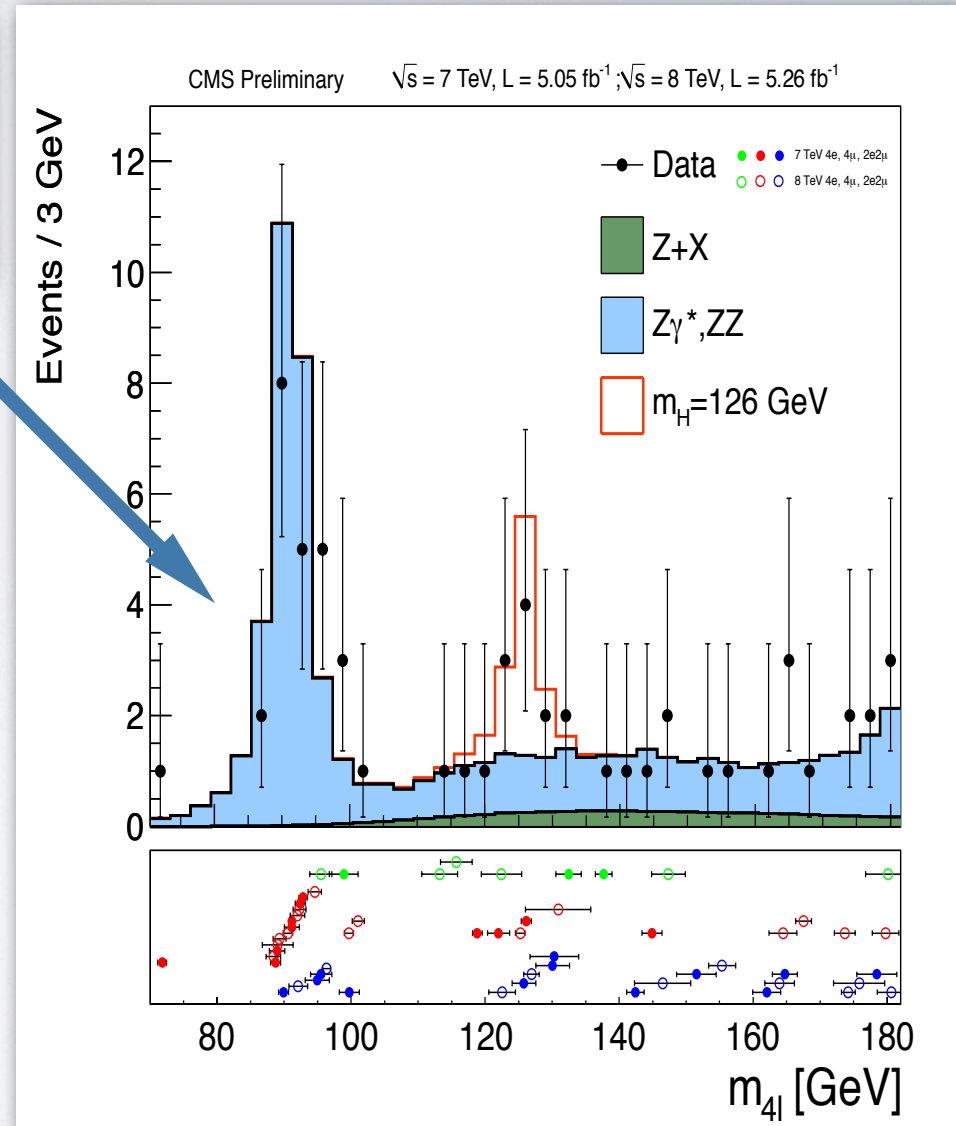 CMS Preliminary √s = 7 TeV, L = 5.05 fb⁻¹ ;√s = 8 TeV, L = 5.26 fb⁻¹
Events / 3 GeV
12
10
8
6
4
2
0
Data
7 TeV 4e, 4μ, 2e2μ
8 TeV 4e, 4μ, 2e2μ
Z+X
Zγ*,ZZ
m_H=126 GeV
80 100 120 140 160 180
m_4l [GeV]